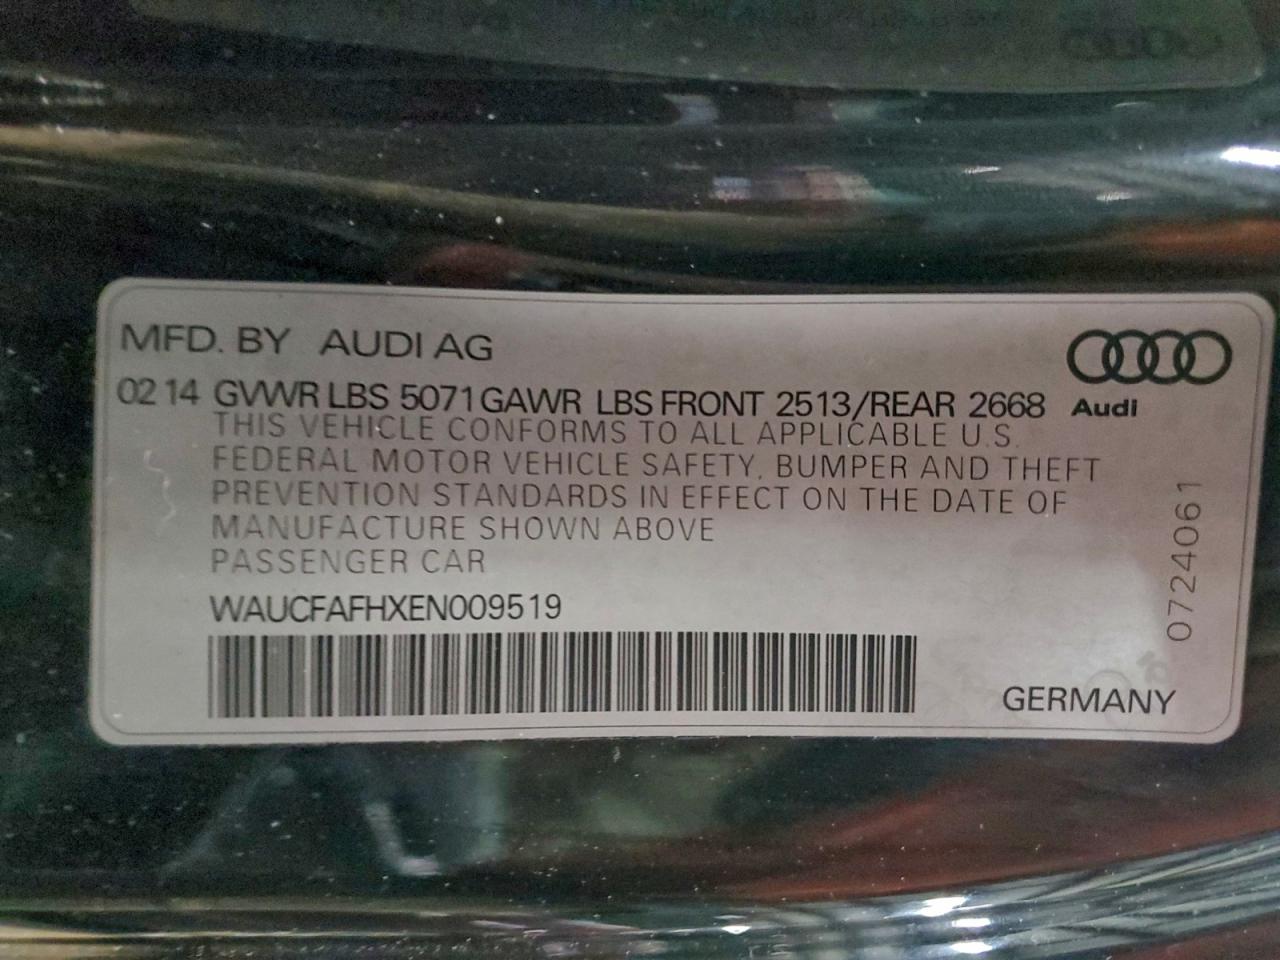 MFD. BY AUDI AG
02 14 GVWR LBS 5071 GAWR LBS FRONT 2513/REAR 2668
Audi
THIS VEHICLE CONFORMS TO ALL APPLICABLE U.S.
FEDERAL MOTOR VEHICLE SAFETY, BUMPER AND THEFT
PREVENTION STANDARDS IN EFFECT ON THE DATE OF
MANUFACTURE SHOWN ABOVE
PASSENGER CAR
WAUCFAFHXEN009519
0724061
GERMANY